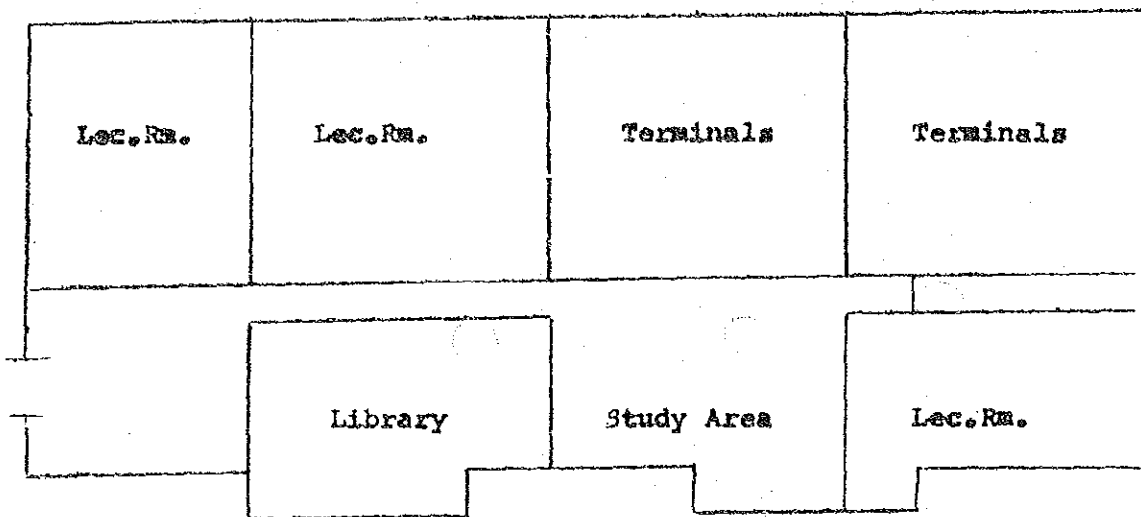 Lec.Rm.
Lec.Rm.
Terminals
Terminals
Library
Study Area
Lec.Rm.